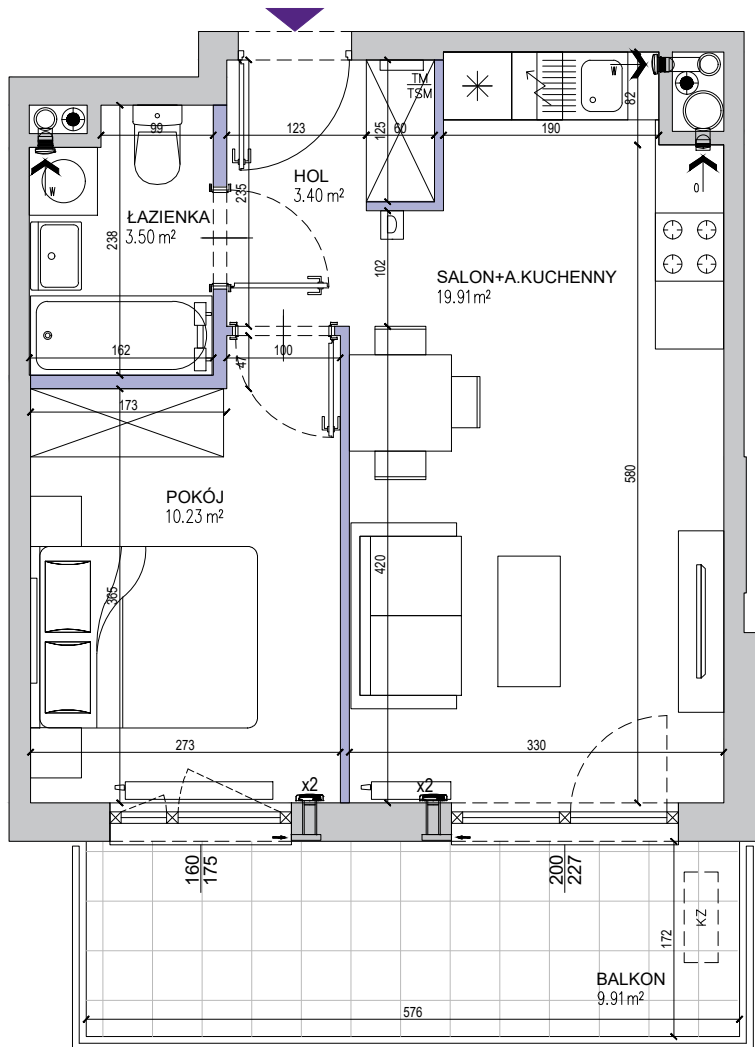 TM
TSM
W
82
99
123
125
60
190
HOL
3.40 m²
235
W
0
ŁAZIENKA
3.50 m²
238
102
SALON+A.KUCHENNY
19.91m²
162
100
47
173
580
POKÓJ
10.23 m²
420
365
273
330
x2
x2
160
175
200
227
KZ
172
BALKON
9.91m²
576